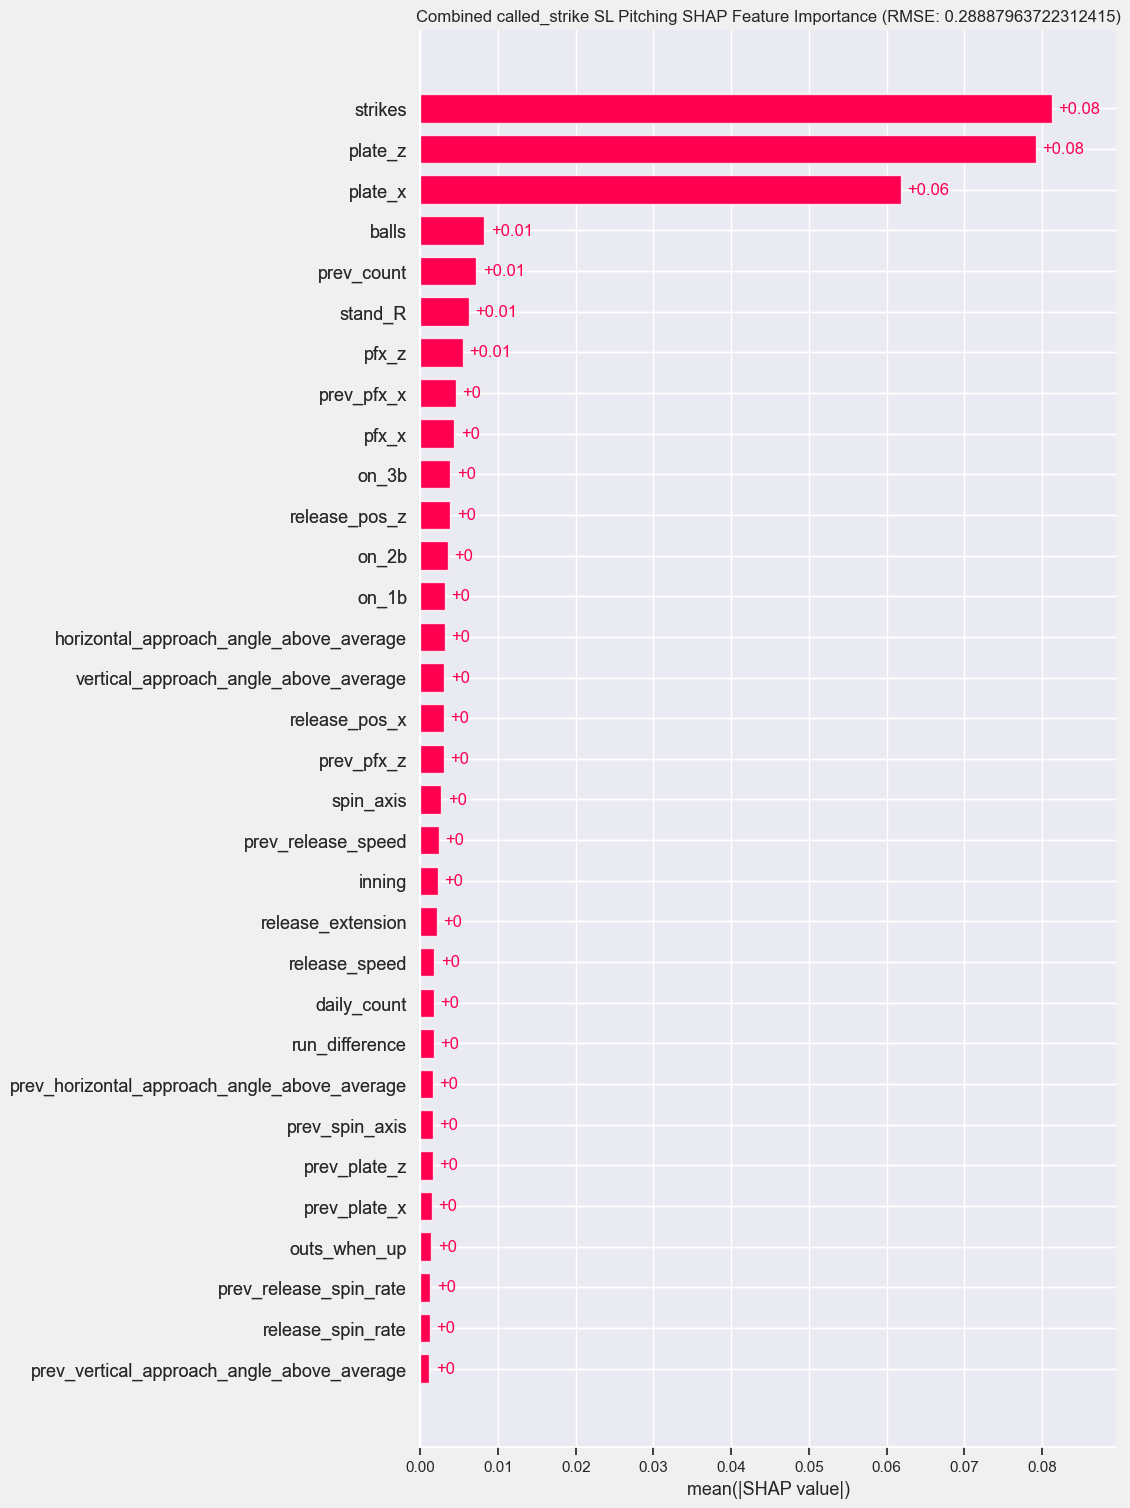 Combined called_strike SL Pitching SHAP Feature Importance (RMSE: 0.28887963722312415)
strikes +0.08
plate_z +0.08
plate_x +0.06
balls +0.01
prev_count +0.01
stand_R +0.01
pfx_z +0.01
prev_pfx_x +0
pfx_x +0
on_3b +0
release_pos_z +0
on_2b +0
on_1b +0
horizontal_approach_angle_above_average +0
vertical_approach_angle_above_average +0
release_pos_x +0
prev_pfx_z +0
spin_axis +0
prev_release_speed +0
inning +0
release_extension +0
release_speed +0
daily_count +0
run_difference +0
prev_horizontal_approach_angle_above_average +0
prev_spin_axis +0
prev_plate_z +0
prev_plate_x +0
outs_when_up +0
prev_release_spin_rate +0
release_spin_rate +0
prev_vertical_approach_angle_above_average +0
0.00 0.01 0.02 0.03 0.04 0.05 0.06 0.07 0.08
mean(|SHAP value|)